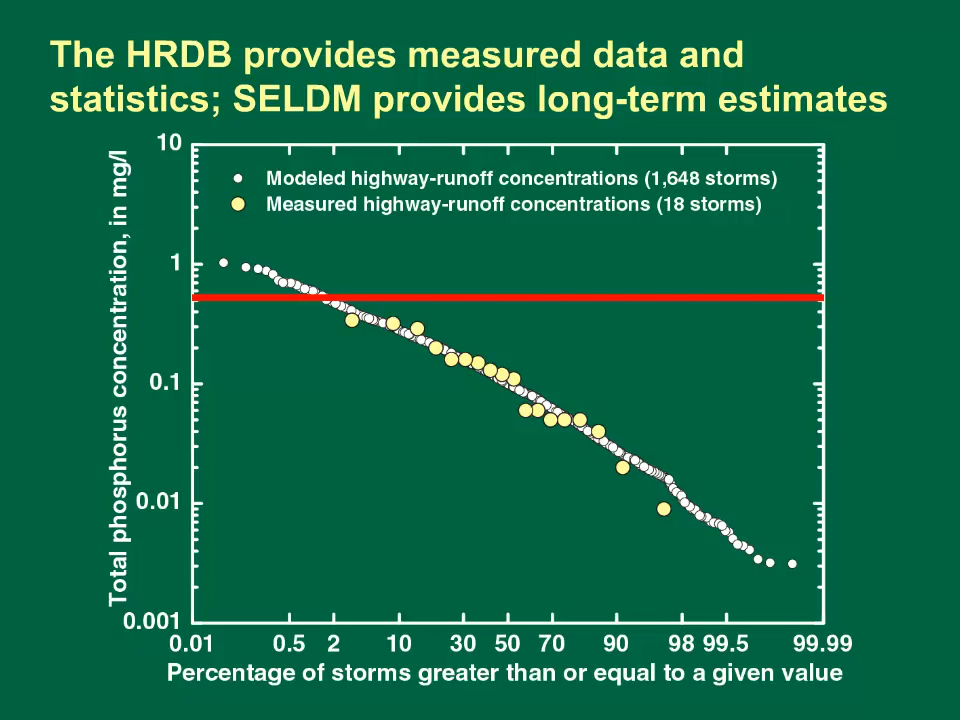 The HRDB provides measured data and
statistics; SELDM provides long-term estimates
10
1
0.1
0.01
0.001
Total phosphorus concentration, in mg/l
Modeled highway-runoff concentrations (1,648 storms)
Measured highway-runoff concentrations (18 storms)
0.01 0.5 2 10 30 50 70 90 98 99.5 99.99
Percentage of storms greater than or equal to a given value